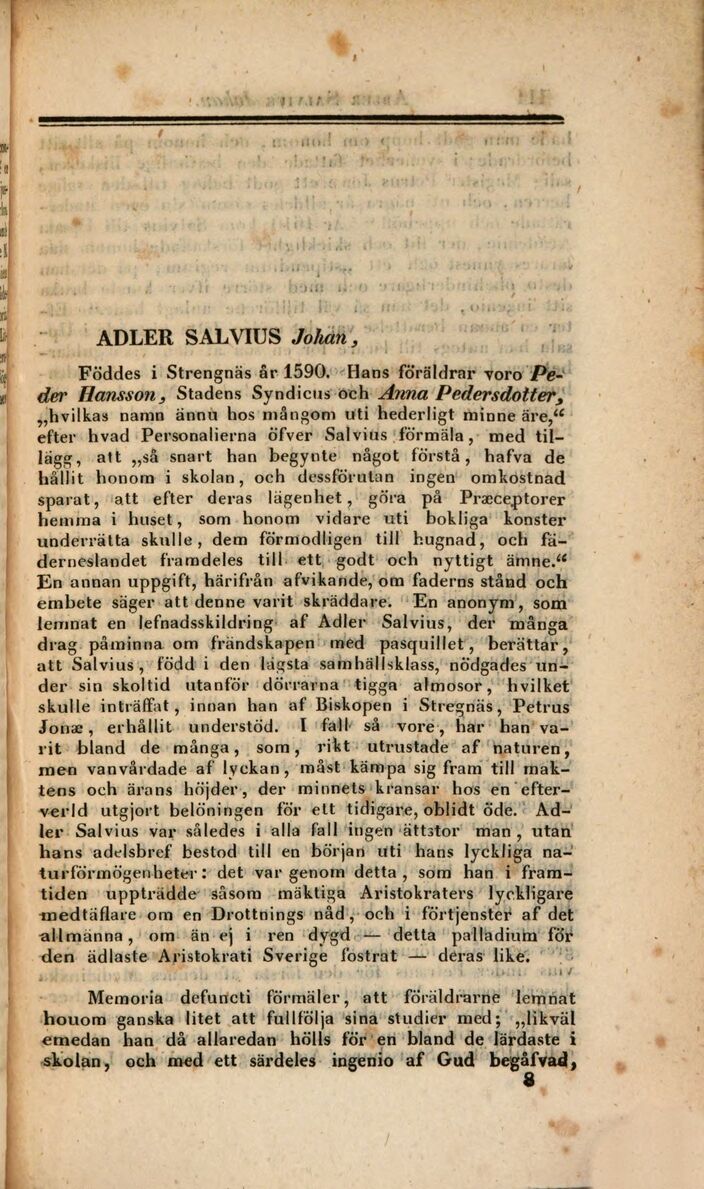 ADLER SALVIUS Johan,
Föddes i Strengnäs år 1590. Hans föräldrar voro Pe-
der Hansson, Stadens Syndicus och Anna Pedersdotter,
„hvilkas namn ännu hos mångom uti hederligt minne äre,“
efter hvad Personalierna öfver Salvius förmäla, med til-
lägg, att „så snart han begynte något förstå, hafva de
hållit honom i skolan, och dessförutan ingen omkostnad
sparat, att efter deras lägenhet, göra på Præceptorer
hemma i huset, som honom vidare uti bokliga konster
underrätta skulle, dem förmodligen till hugnad, och fä-
derneslandet framdeles till ett godt och nyttigt ämne.“
En annan uppgift, härifrån afvikande, om faderns stånd och
embete säger att denne varit skräddare. En anonym, som
lemnat en lefnadsskildring af Adler Salvius, der många
drag påminna om frändskapen med pasquillet, berättar,
att Salvius, född i den lägsta samhällsklass, nödgades un-
der sin skoltid utanför dörrarna tigga almosor, hvilket
skulle inträffat, innan han af Biskopen i Stregnäs, Petrus
Jonæ, erhållit understöd. I fall så vore, har han va-
rit bland de många, som, rikt utrustade af naturen,
men vanvårdade af lyckan, måst kämpa sig fram till mak-
tens och ärans höjder, der minnets kransar hos en efter-
verld utgjort belöningen för ett tidigare, oblidt öde. Ad-
ler Salvius var således i alla fall ingen ättstor man, utan
hans adelsbref bestod till en början uti hans lyckliga na-
turförmögenheter: det var genom detta, som han i fram-
tiden uppträdde såsom mäktiga Aristokraters lyckligare
medtäflare om en Drottnings nåd, och i förtjenster af det
allmänna, om än ej i ren dygd — detta palladium för
den ädlaste Aristokrati Sverige fostrat — deras like.
Memoria defuncti förmäler, att föräldrarne lemnat
honom ganska litet att fullfölja sina studier med; „likväl
emedan han då allaredan hölls för en bland de lärdaste i
skolan, och med ett särdeles ingenio af Gud begåfvad,
8